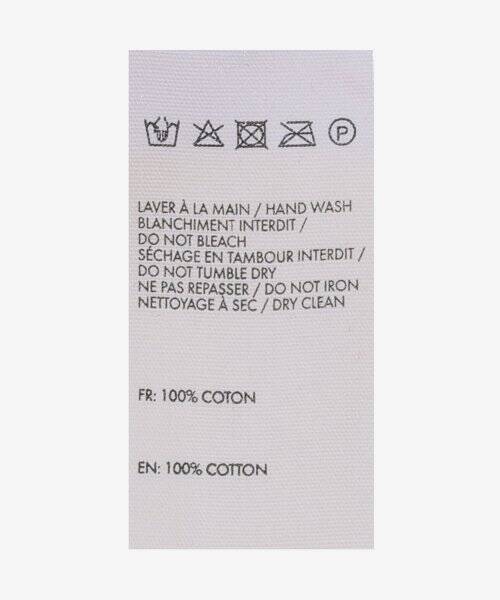 P
LAVER À LA MAIN / HAND WASH
BLANCHIMENT INTERDIT /
DO NOT BLEACH
SÉCHAGE EN TAMBOUR INTERDIT /
DO NOT TUMBLE DRY
NE PAS REPASSER / DO NOT IRON
NETTOYAGE À SEC / DRY CLEAN
FR: 100% COTON
EN: 100% COTTON